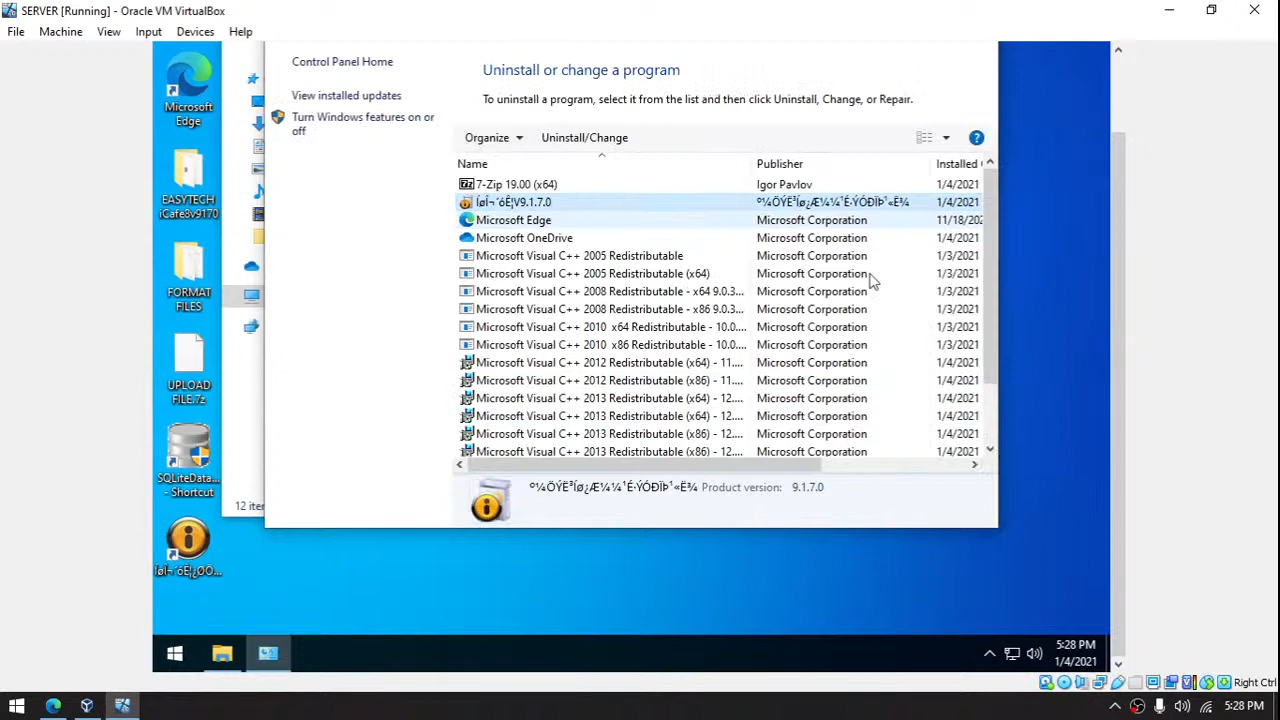 SERVER [Running] - Oracle VM VirtualBox
File Machine View Input Devices Help
Control Panel Home
View installed updates
Turn Windows features on or
off
Uninstall or change a program
To uninstall a program, select it from the list and then click Uninstall, Change, or Repair.
Organize Uninstall/Change
Name Publisher Installed
7-Zip 19.00 (x64) Igor Pavlov 1/4/2021
V9.1.7.0 1/4/2021
Microsoft Edge Microsoft Corporation 11/18/202
Microsoft OneDrive Microsoft Corporation 1/4/2021
Microsoft Visual C++ 2005 Redistributable Microsoft Corporation 1/3/2021
Microsoft Visual C++ 2005 Redistributable (x64) Microsoft Corporation 1/3/2021
Microsoft Visual C++ 2008 Redistributable - x64 9.0.3... Microsoft Corporation 1/3/2021
Microsoft Visual C++ 2008 Redistributable - x86 9.0.3... Microsoft Corporation 1/3/2021
Microsoft Visual C++ 2010 x64 Redistributable - 10.0.... Microsoft Corporation 1/3/2021
Microsoft Visual C++ 2010 x86 Redistributable - 10.0.... Microsoft Corporation 1/3/2021
Microsoft Visual C++ 2012 Redistributable (x64) - 11.... Microsoft Corporation 1/4/2021
Microsoft Visual C++ 2012 Redistributable (x86) - 11.... Microsoft Corporation 1/4/2021
Microsoft Visual C++ 2013 Redistributable (x64) - 12.... Microsoft Corporation 1/4/2021
Microsoft Visual C++ 2013 Redistributable (x64) - 12.... Microsoft Corporation 1/4/2021
Microsoft Visual C++ 2013 Redistributable (x86) - 12.... Microsoft Corporation 1/4/2021
Microsoft Visual C++ 2013 Redistributable (x86) - 12.... Microsoft Corporation 1/4/2021
Product version: 9.1.7.0
12 iter
Microsoft
Edge
EASYTECH
iCafe8v9170
FORMAT
FILES
UPLOAD
FILE.7z
SQLiteData...
- Shortcut
5:28 PM
1/4/2021
Right Ctrl
5:28 PM